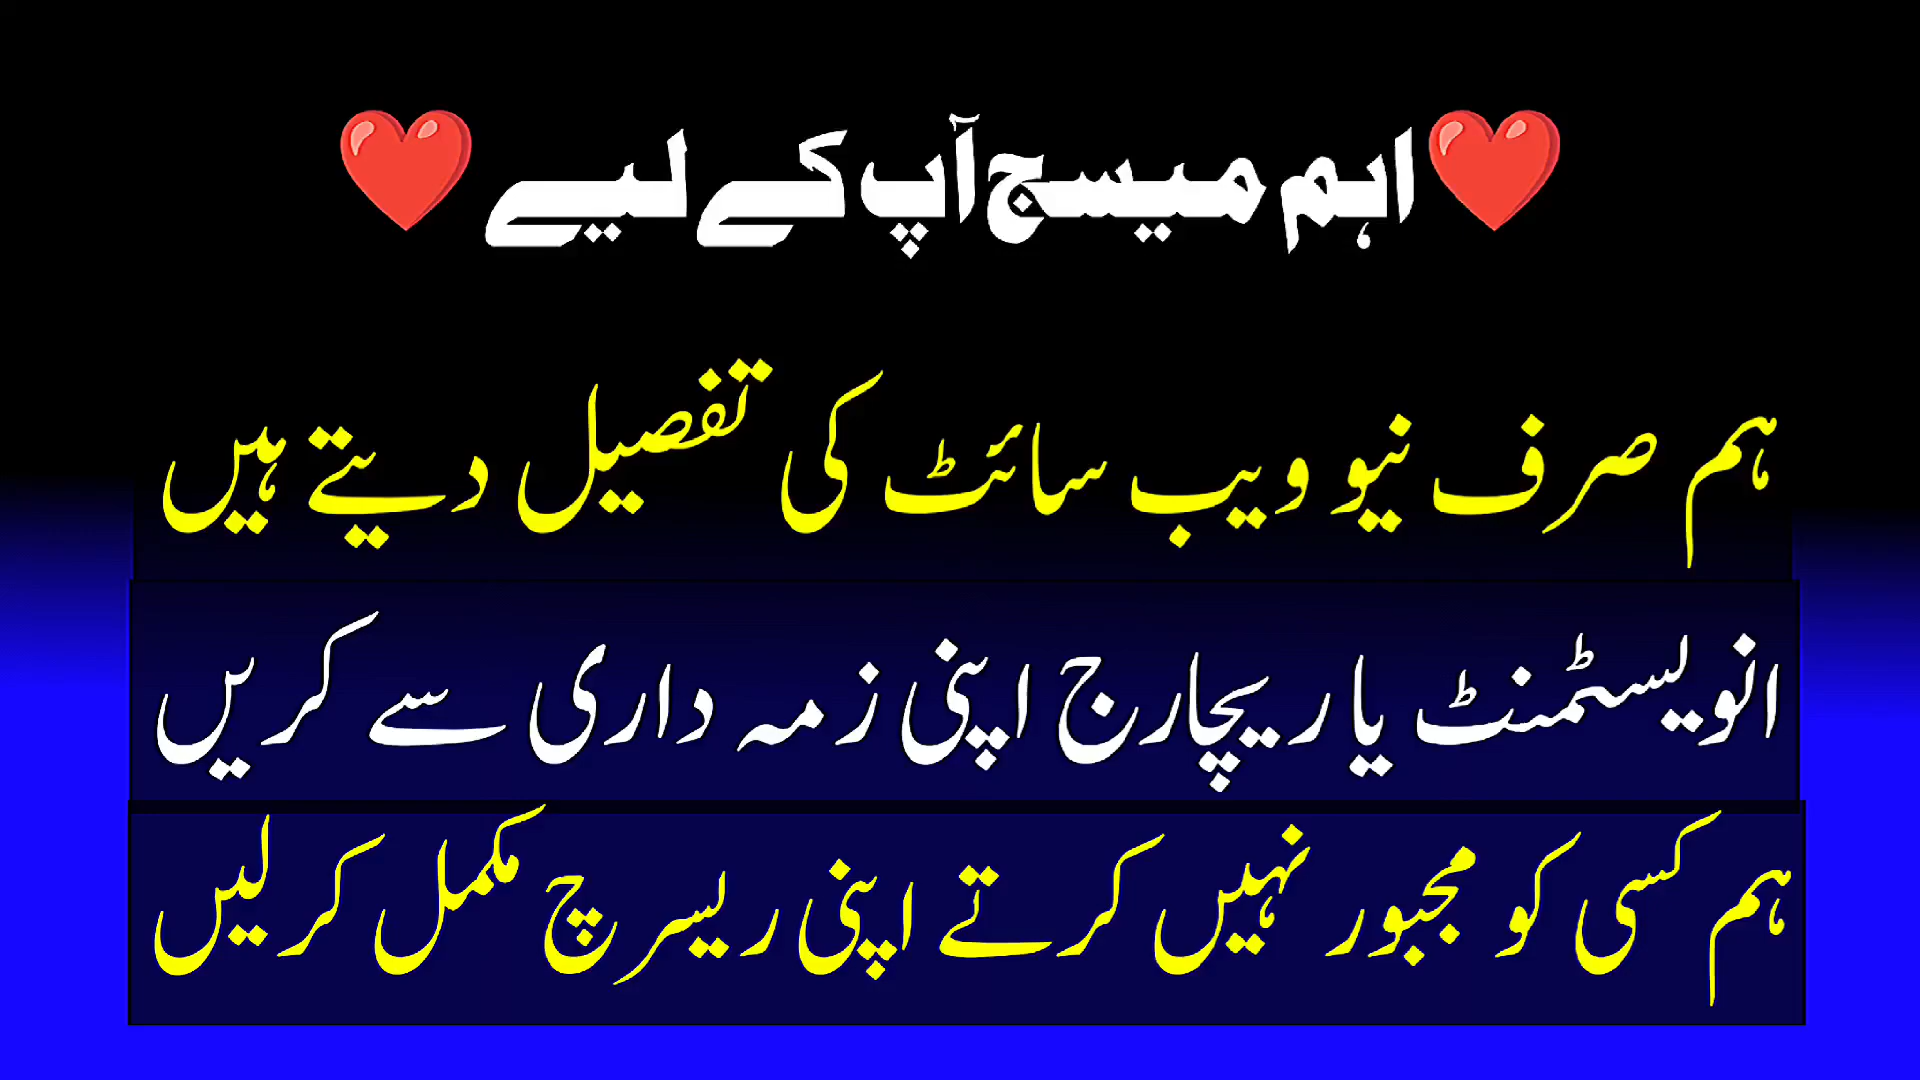 ❤️اہم میسج آپ کے لیے❤️
ہم صرف نیو ویب سائٹ کی تفصیل دیتے ہیں
انویسٹمنٹ یا ریچارج اپنی زمہ داری سے کریں
ہم کسی کو مجبور نہیں کرتے اپنی ریسرچ مکمل کرلیں